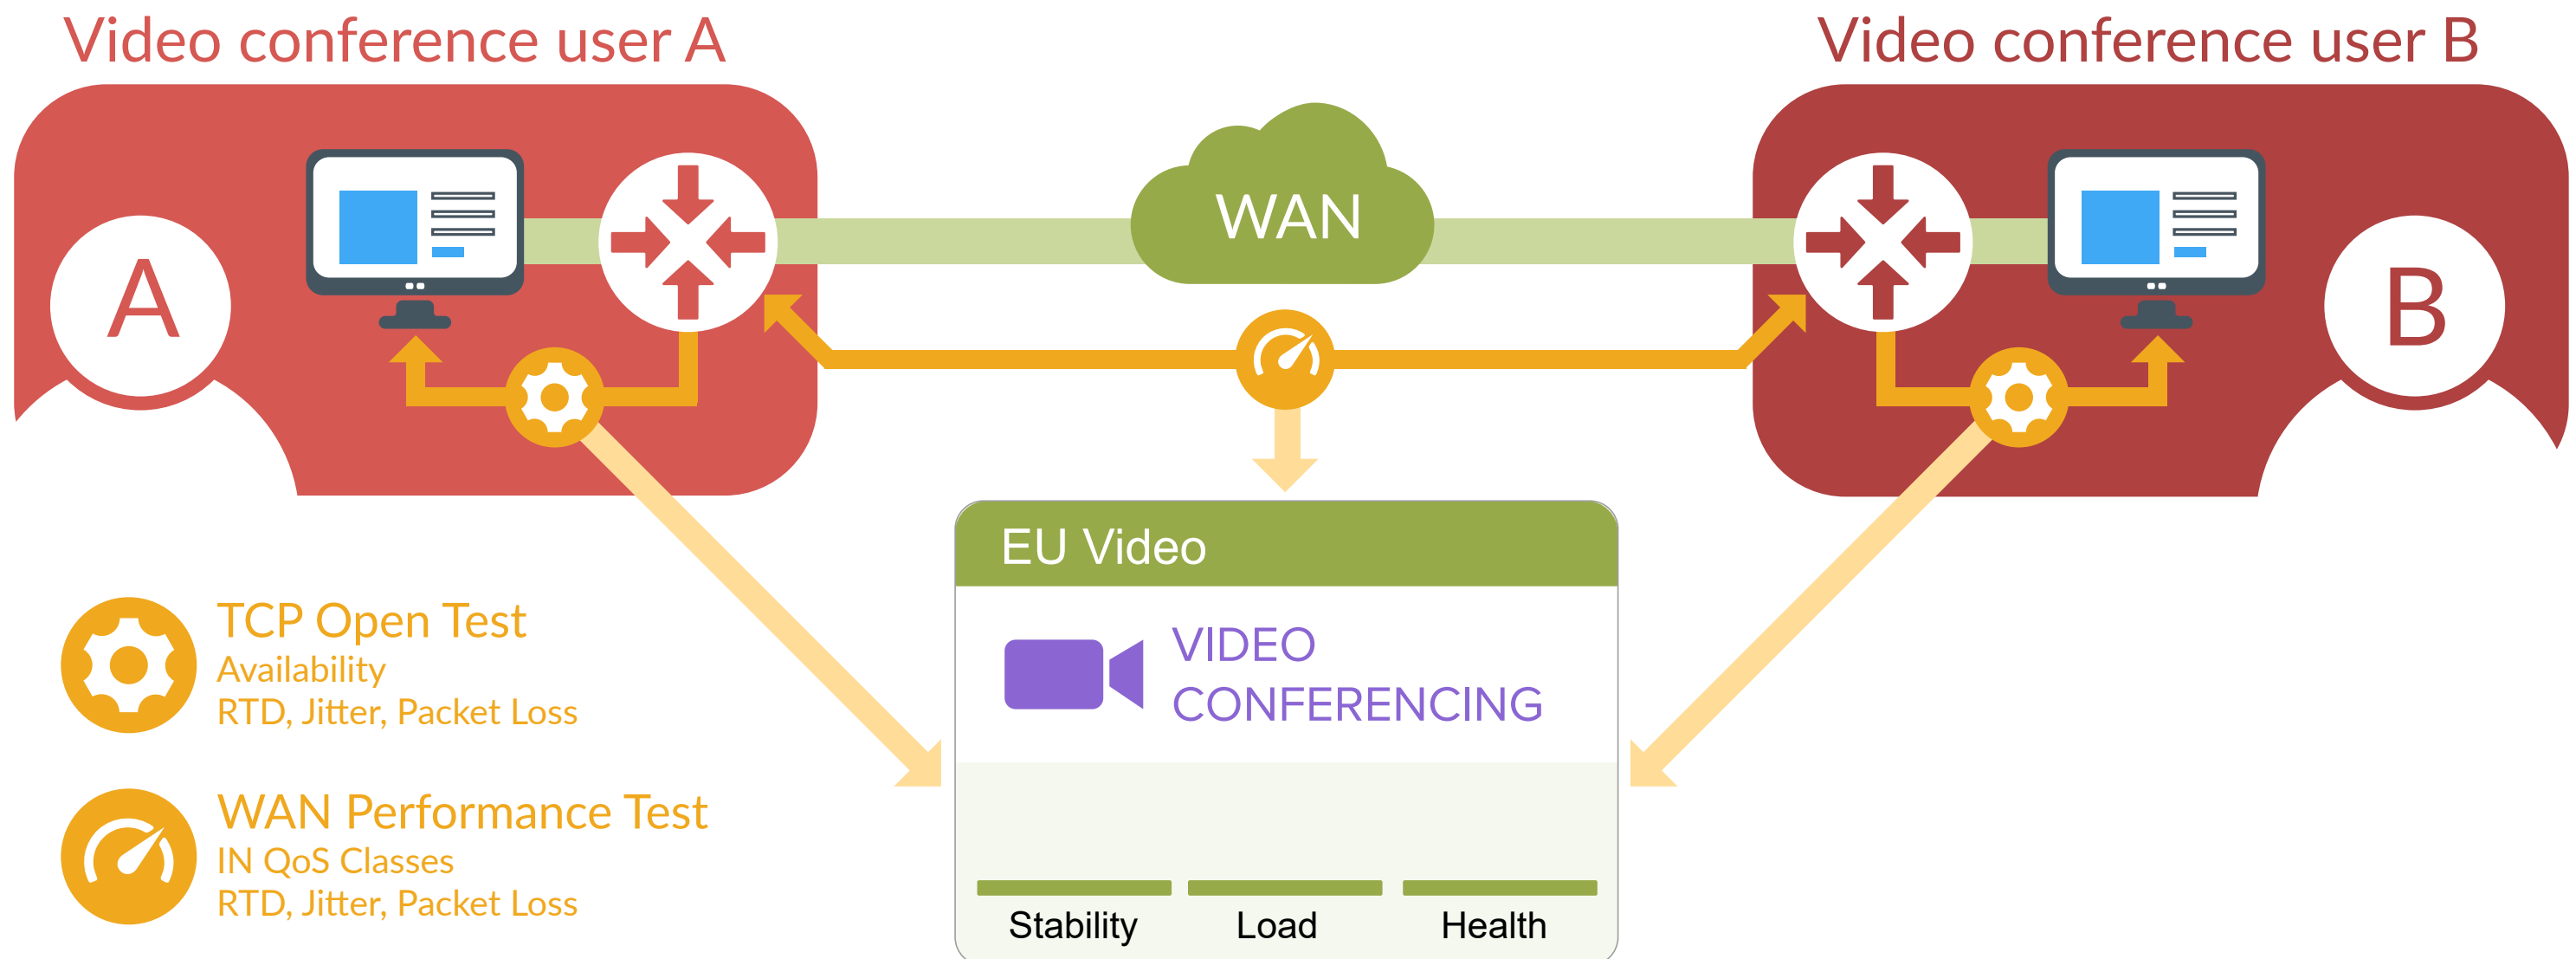 Video conference user A
Video conference user B
A
WAN
B
EU Video
VIDEO
CONFERENCING
TCP Open Test
Availability
RTD, Jitter, Packet Loss
WAN Performance Test
IN QoS Classes
RTD, Jitter, Packet Loss
Stability
Load
Health